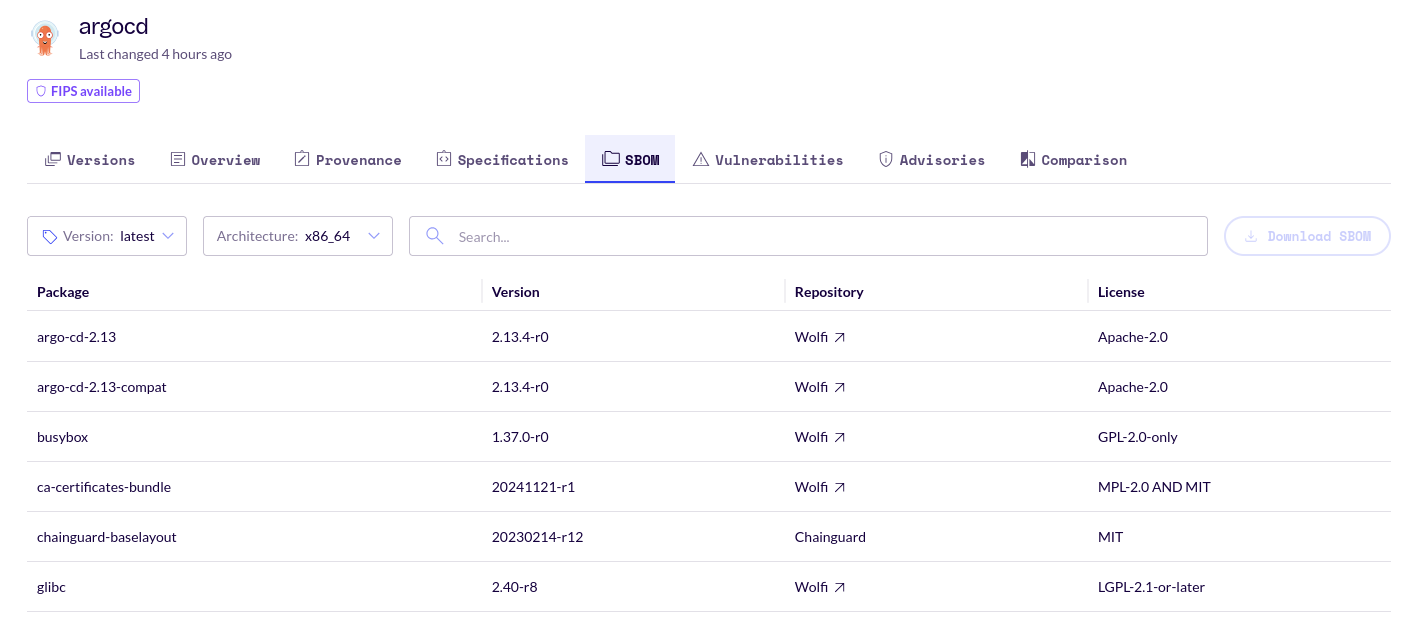 argocd
Last changed 4 hours ago
FIPS available
Versions Overview Provenance Specifications SBOM Vulnerabilities Advisories Comparison
Version: latest Architecture: x86_64 Search... Download SBOM
Package Version Repository License
argo-cd-2.13 2.13.4-r0 Wolfi Apache-2.0
argo-cd-2.13-compat 2.13.4-r0 Wolfi Apache-2.0
busybox 1.37.0-r0 Wolfi GPL-2.0-only
ca-certificates-bundle 20241121-r1 Wolfi MPL-2.0 AND MIT
chainguard-baselayout 20230214-r12 Chainguard MIT
glibc 2.40-r8 Wolfi LGPL-2.1-or-later